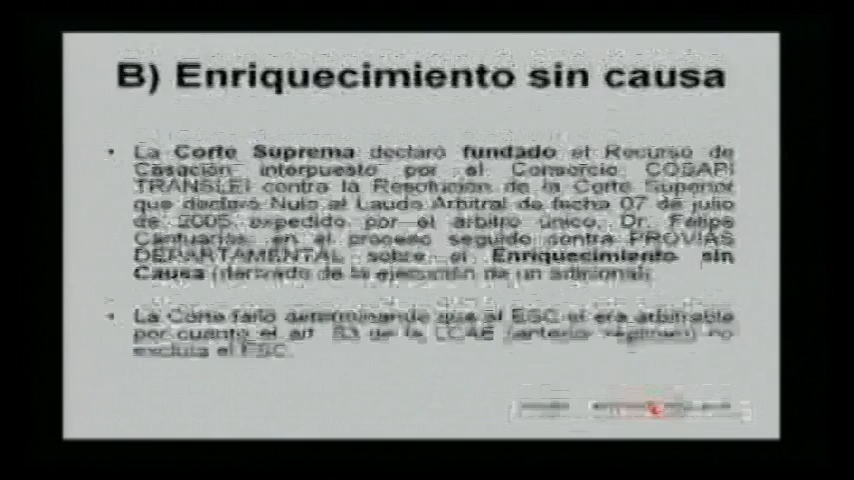 B) Enriquecimiento sin causa
• La Corte Suprema declaró fundado el Recurso de
Casación interpuesto por el Consorcio COSAPI
TRANSLEI contra la Resolución de la Corte Superior
que declaró Nulo el Laudo Arbitral de fecha 07 de julio
de 2005 expedido por el arbitro único, Dr. Felipe
Cantuarias, en el proceso seguido contra PROVIAS
DEPARTAMENTAL sobre el Enriquecimiento sin
Causa (derivado de la ejecución de un adicional)
• La Corte falló determinando que el ESC si era arbitrable
por cuanto el art. 53 de la LCAE (anterior régimen) no
excluía el ESC.